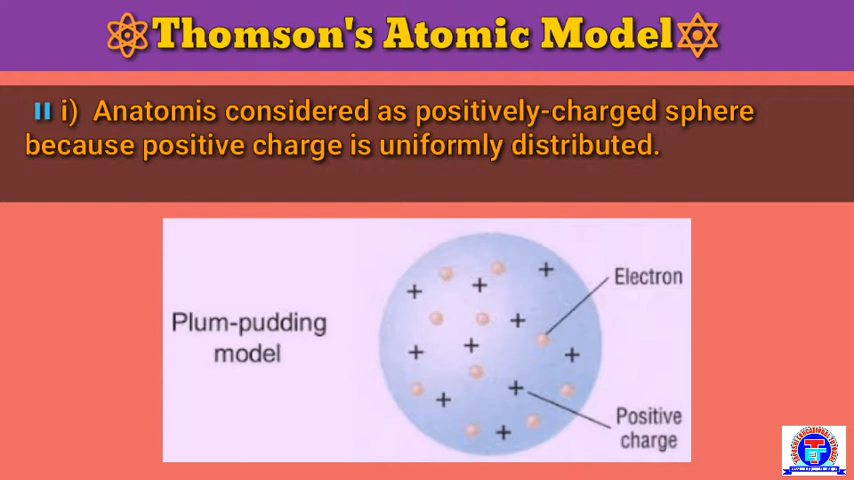 Thomson's Atomic Model
i) Anatomis considered as positively-charged sphere
because positive charge is uniformly distributed.
Plum-pudding
model
Electron
Positive
charge